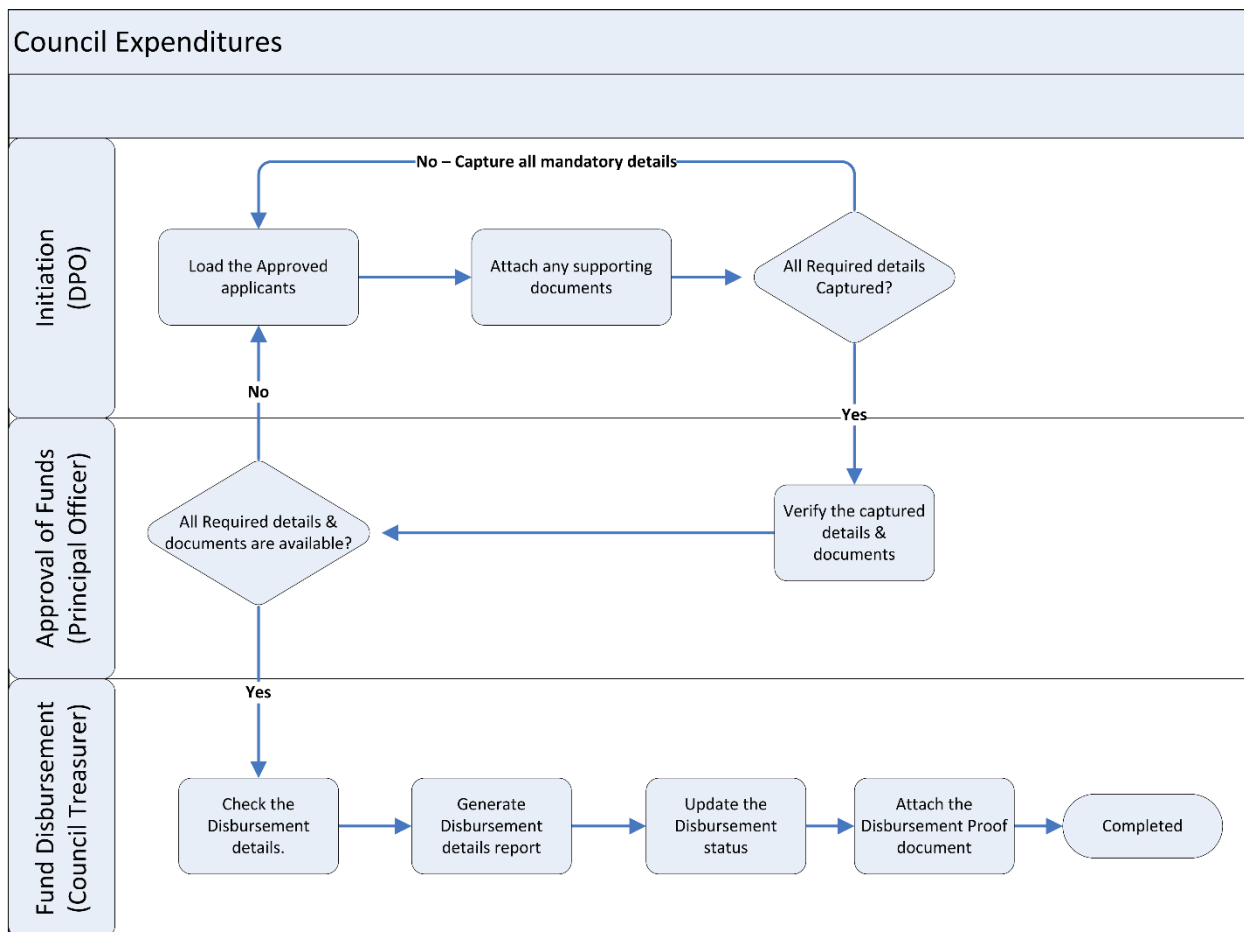 Council Expenditures
Initiation
(DPO)
No – Capture all mandatory details
Load the Approved
applicants
Attach any supporting
documents
All Required details
Captured?
No
Yes
Approval of Funds
(Principal Officer)
All Required details &
documents are available?
Verify the captured
details &
documents
Yes
Fund Disbursement
(Council Treasurer)
Check the
Disbursement
details.
Generate
Disbursement
details report
Update the
Disbursement
status
Attach the
Disbursement Proof
document
Completed